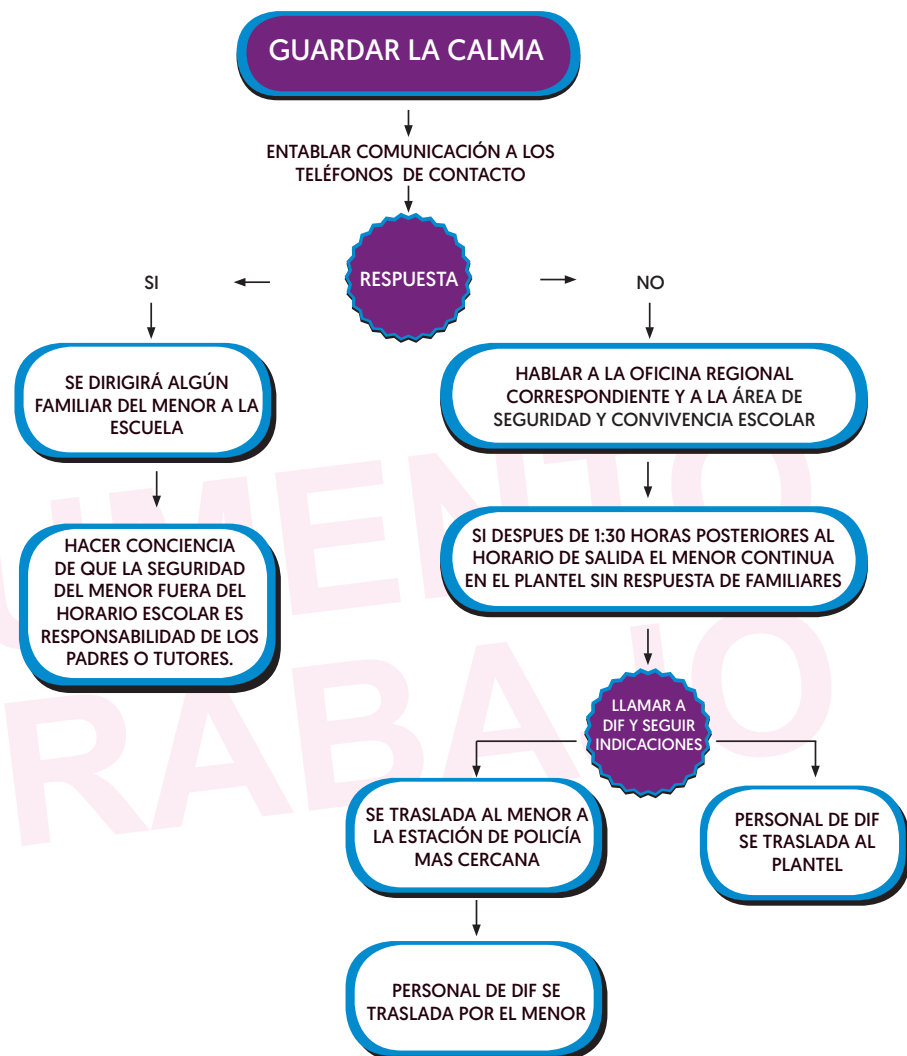 GUARDAR LA CALMA
ENTABLAR COMUNICACIÓN A LOS
TELÉFONOS DE CONTACTO
RESPUESTA
SI
NO
SE DIRIGIRÁ ALGÚN
FAMILIAR DEL MENOR A LA
ESCUELA
HABLAR A LA OFICINA REGIONAL
CORRESPONDIENTE Y A LA ÁREA DE
SEGURIDAD Y CONVIVENCIA ESCOLAR
HACER CONCIENCIA
DE QUE LA SEGURIDAD
DEL MENOR FUERA DEL
HORARIO ESCOLAR ES
RESPONSABILIDAD DE LOS
PADRES O TUTORES.
SI DESPUES DE 1:30 HORAS POSTERIORES AL
HORARIO DE SALIDA EL MENOR CONTINUA
EN EL PLANTEL SIN RESPUESTA DE FAMILIARES
LLAMAR A
DIF Y SEGUIR
INDICACIONES
SE TRASLADA AL MENOR A
LA ESTACIÓN DE POLICÍA
MAS CERCANA
PERSONAL DE DIF
SE TRASLADA AL
PLANTEL
PERSONAL DE DIF SE
TRASLADA POR EL MENOR